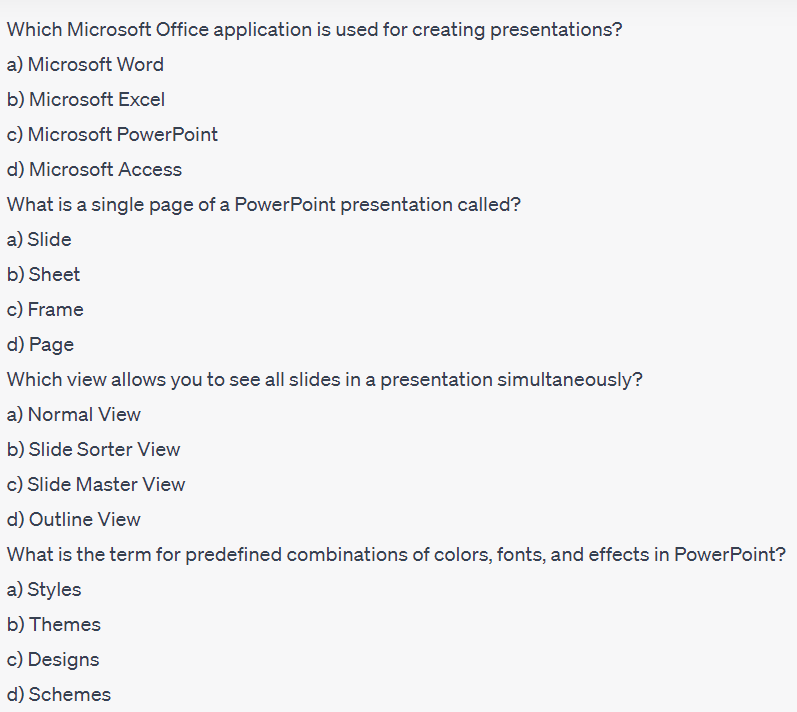 Which Microsoft Office application is used for creating presentations?
a) Microsoft Word
b) Microsoft Excel
c) Microsoft PowerPoint
d) Microsoft Access
What is a single page of a PowerPoint presentation called?
a) Slide
b) Sheet
c) Frame
d) Page
Which view allows you to see all slides in a presentation simultaneously?
a) Normal View
b) Slide Sorter View
c) Slide Master View
d) Outline View
What is the term for predefined combinations of colors, fonts, and effects in PowerPoint?
a) Styles
b) Themes
c) Designs
d) Schemes